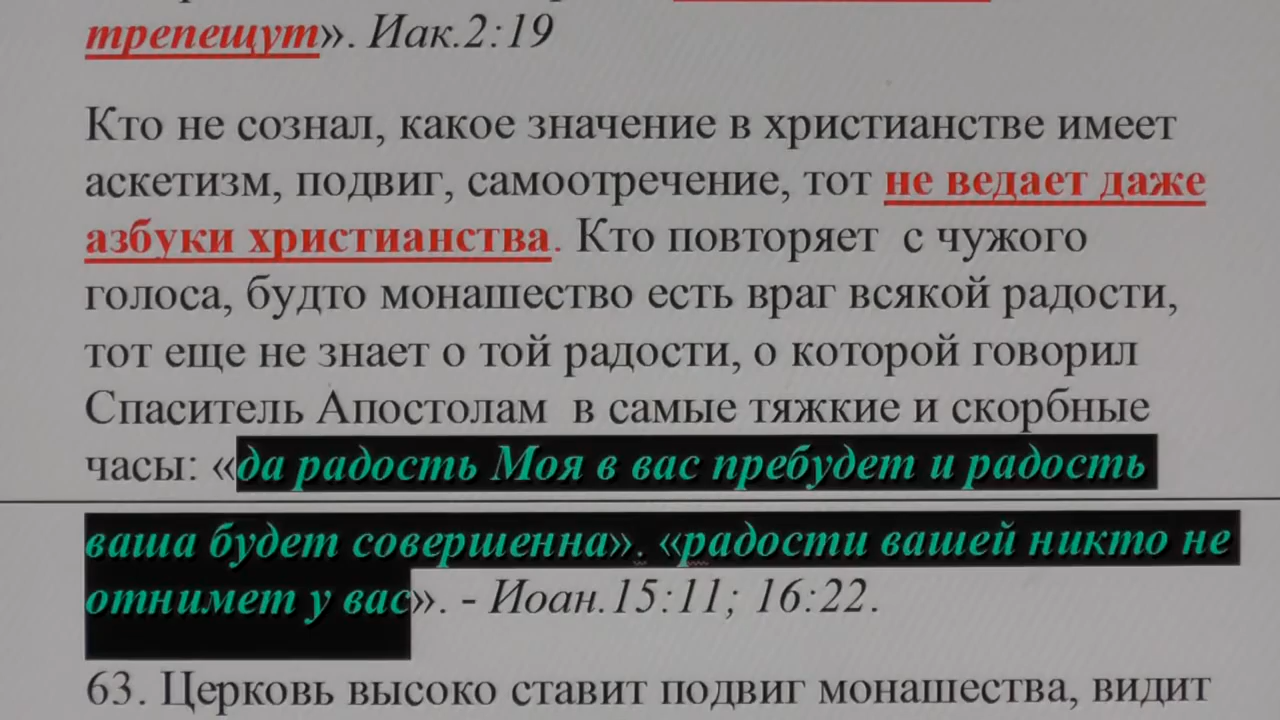 трепещут». Иак.2:19
Кто не сознал, какое значение в христианстве имеет
аскетизм, подвиг, самоотречение, тот не ведает даже
азбуки христианства. Кто повторяет с чужого
голоса, будто монашество есть враг всякой радости,
тот еще не знает о той радости, о которой говорил
Спаситель Апостолам в самые тяжкие и скорбные
часы: «да радость Моя в вас пребудет и радость
ваша будет совершенна». «радости вашей никто не
отнимет у вас». - Иоан.15:11; 16:22.
63. Церковь высоко ставит подвиг монашества, видит